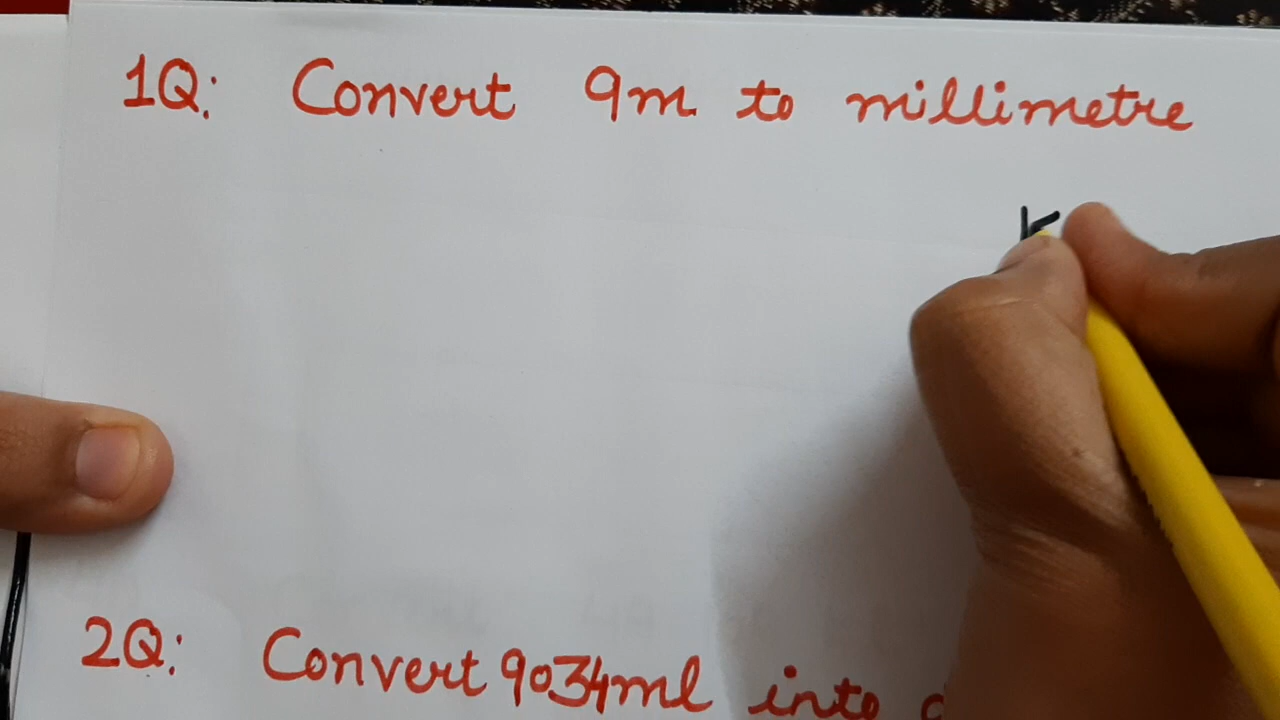 1Q: Convert 9m to millimetre
2Q: Convert 9034ml into